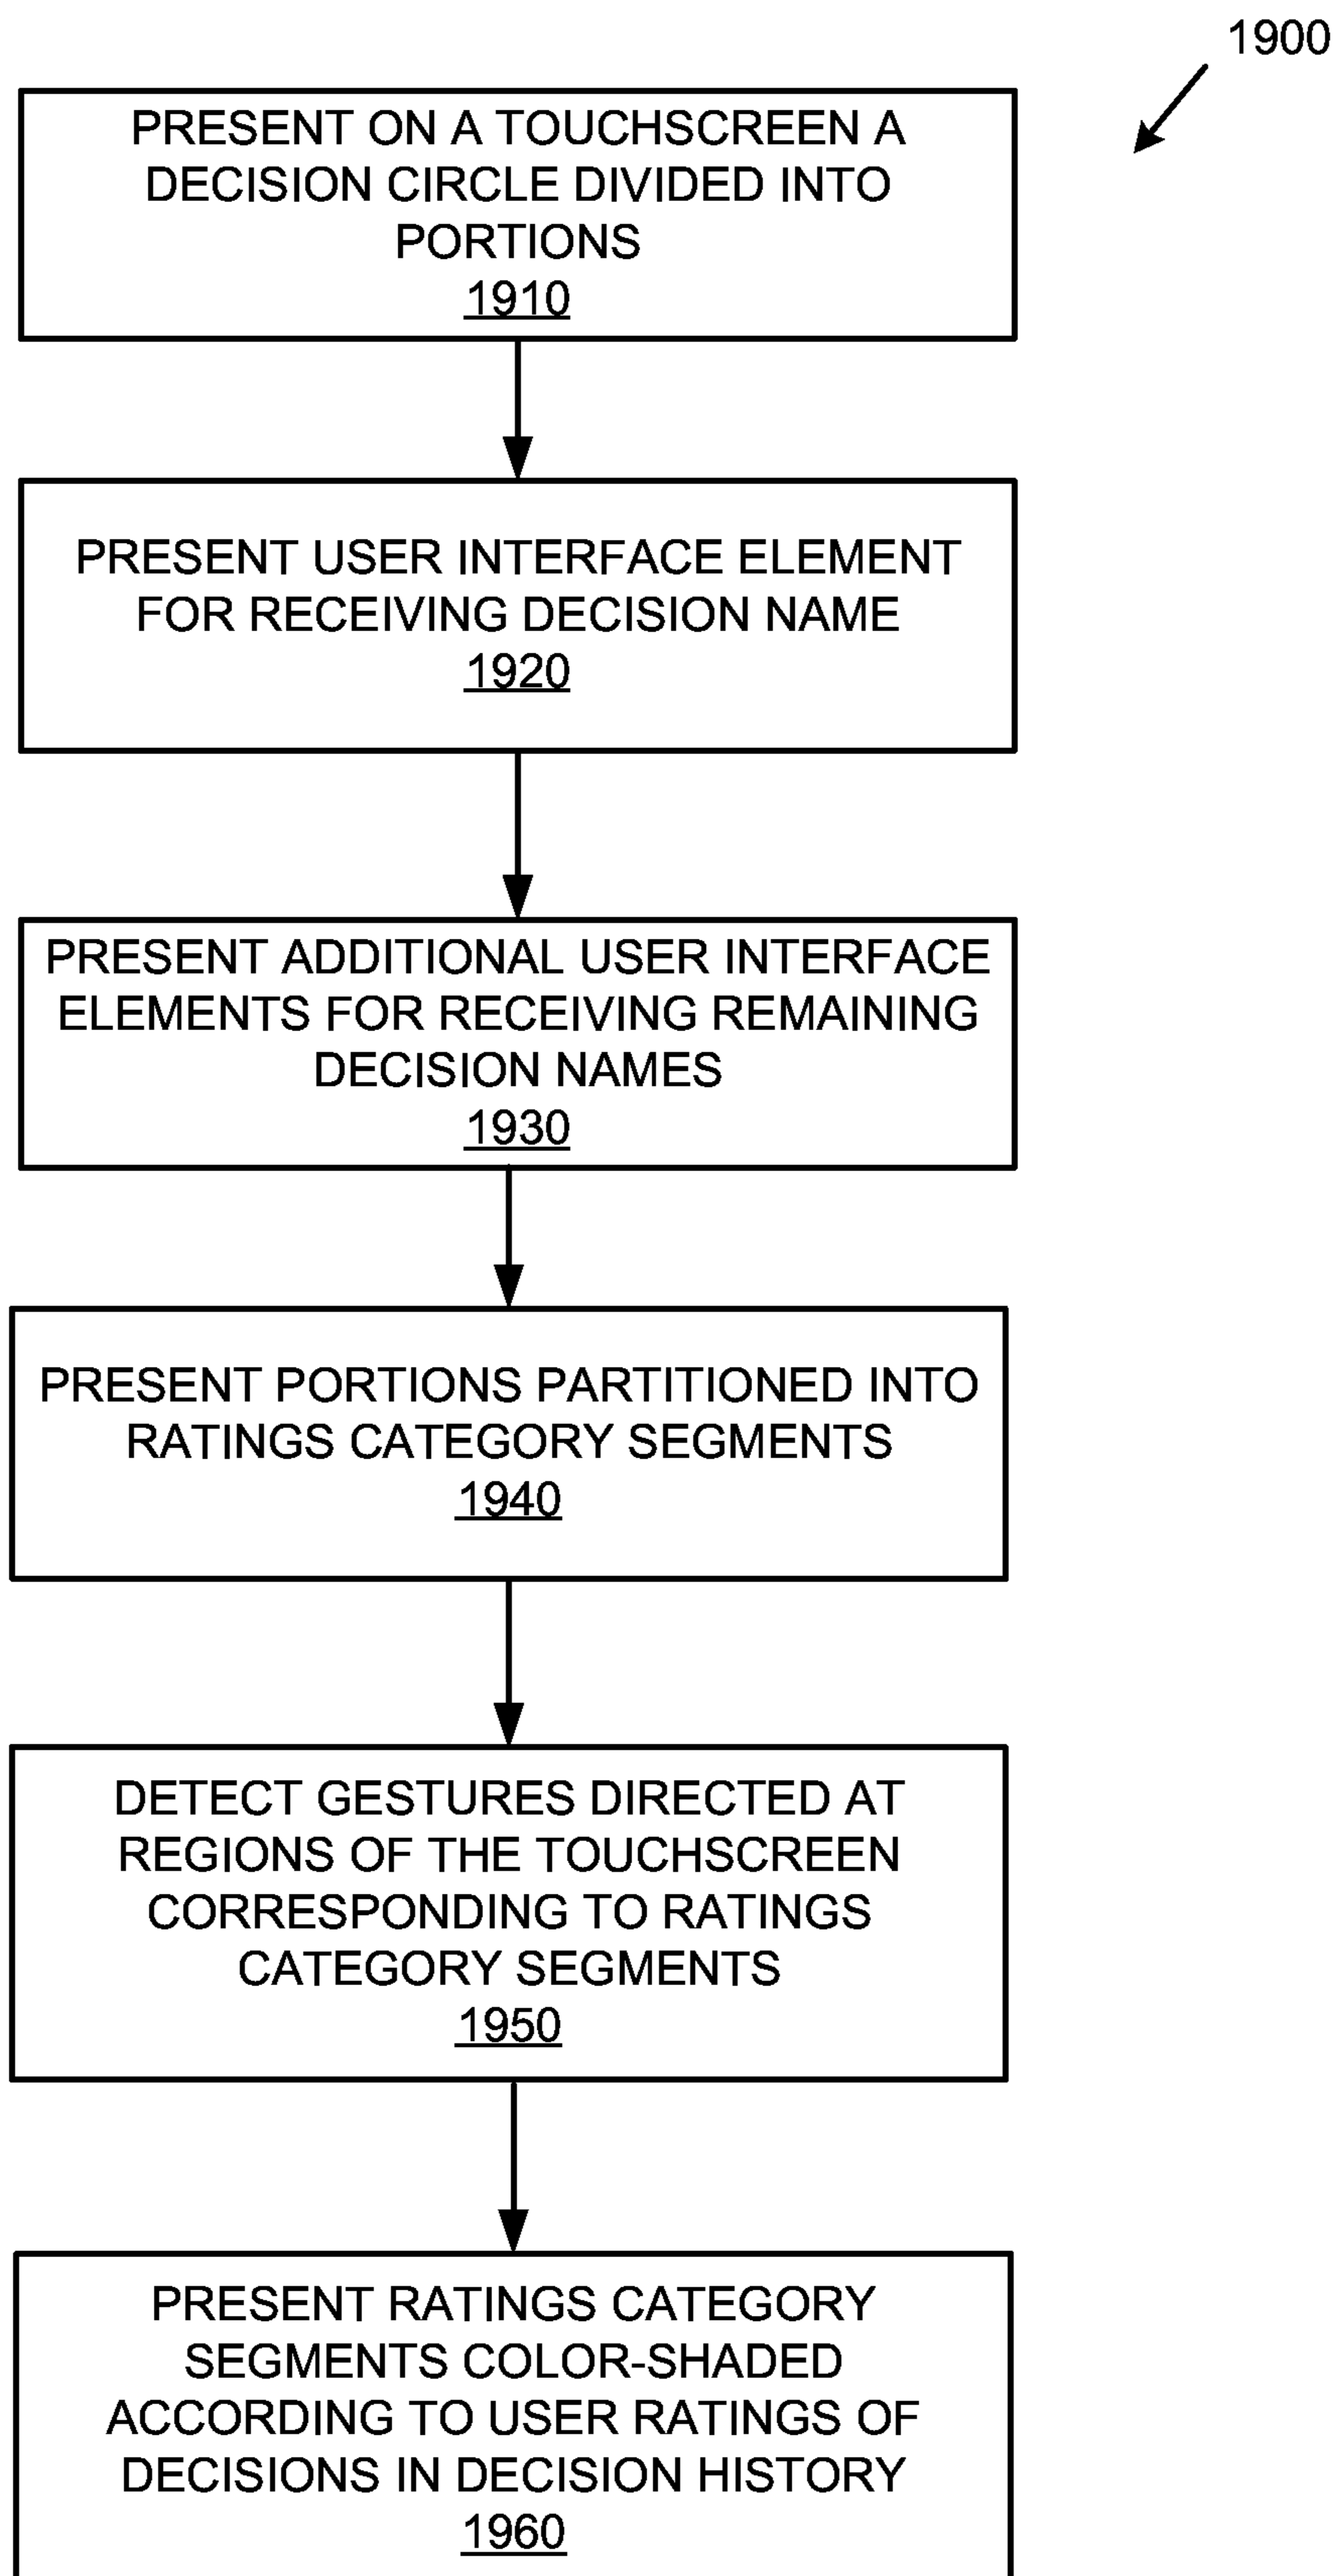 1900
PRESENT ON A TOUCHSCREEN A
DECISION CIRCLE DIVIDED INTO
PORTIONS
1910
PRESENT USER INTERFACE ELEMENT
FOR RECEIVING DECISION NAME
1920
PRESENT ADDITIONAL USER INTERFACE
ELEMENTS FOR RECEIVING REMAINING
DECISION NAMES
1930
PRESENT PORTIONS PARTITIONED INTO
RATINGS CATEGORY SEGMENTS
1940
DETECT GESTURES DIRECTED AT
REGIONS OF THE TOUCHSCREEN
CORRESPONDING TO RATINGS
CATEGORY SEGMENTS
1950
PRESENT RATINGS CATEGORY
SEGMENTS COLOR-SHADED
ACCORDING TO USER RATINGS OF
DECISIONS IN DECISION HISTORY
1960